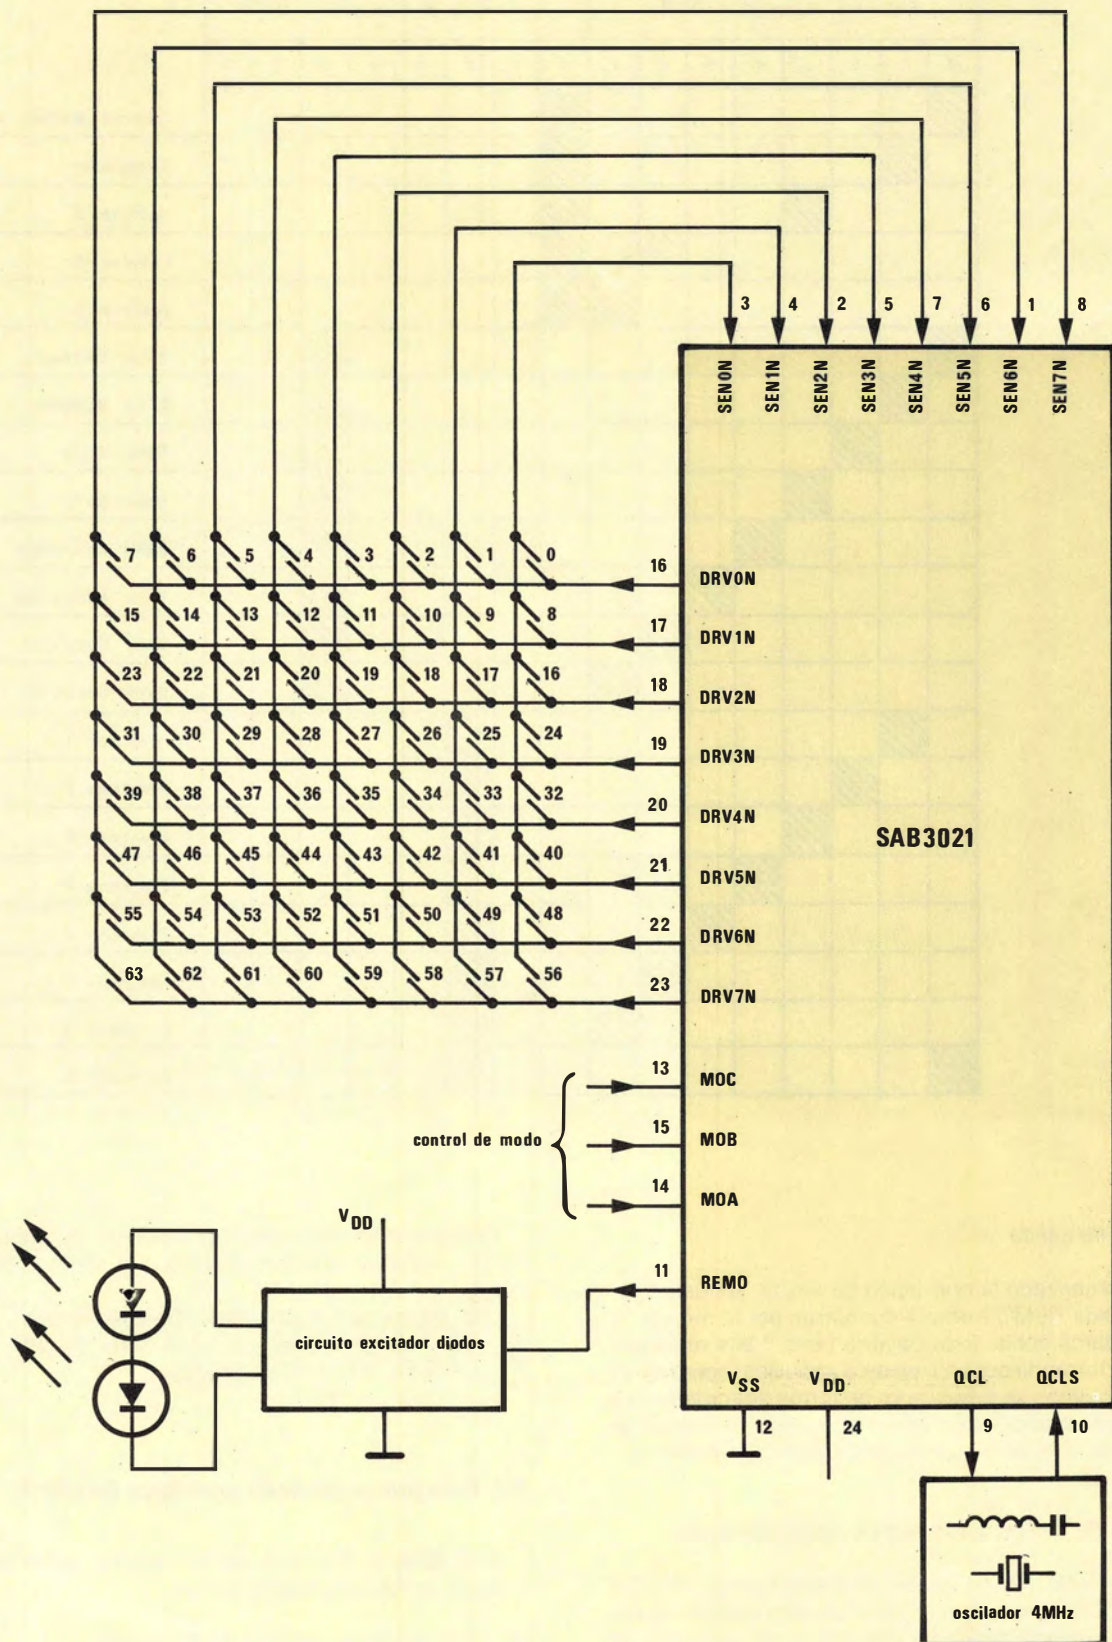 3 4 2 5 7 6 1 8
SEN0N SEN1N SEN2N SEN3N SEN4N SEN5N SEN6N SEN7N
7 6 5 4 3 2 1 0 16 DRV0N
15 14 13 12 11 10 9 8 17 DRV1N
23 22 21 20 19 18 17 16 18 DRV2N
31 30 29 28 27 26 25 24 19 DRV3N
39 38 37 36 35 34 33 32 20 DRV4N
SAB3021
47 46 45 44 43 42 41 40 21 DRV5N
55 54 53 52 51 50 49 48 22 DRV6N
63 62 61 60 59 58 57 56 23 DRV7N
13 MOC
control de modo 15 MOB
14 MOA
VDD
11 REMO
circuito excitador diodos
VSS VDD QCL QCLS
12 24 9 10
oscilador 4MHz